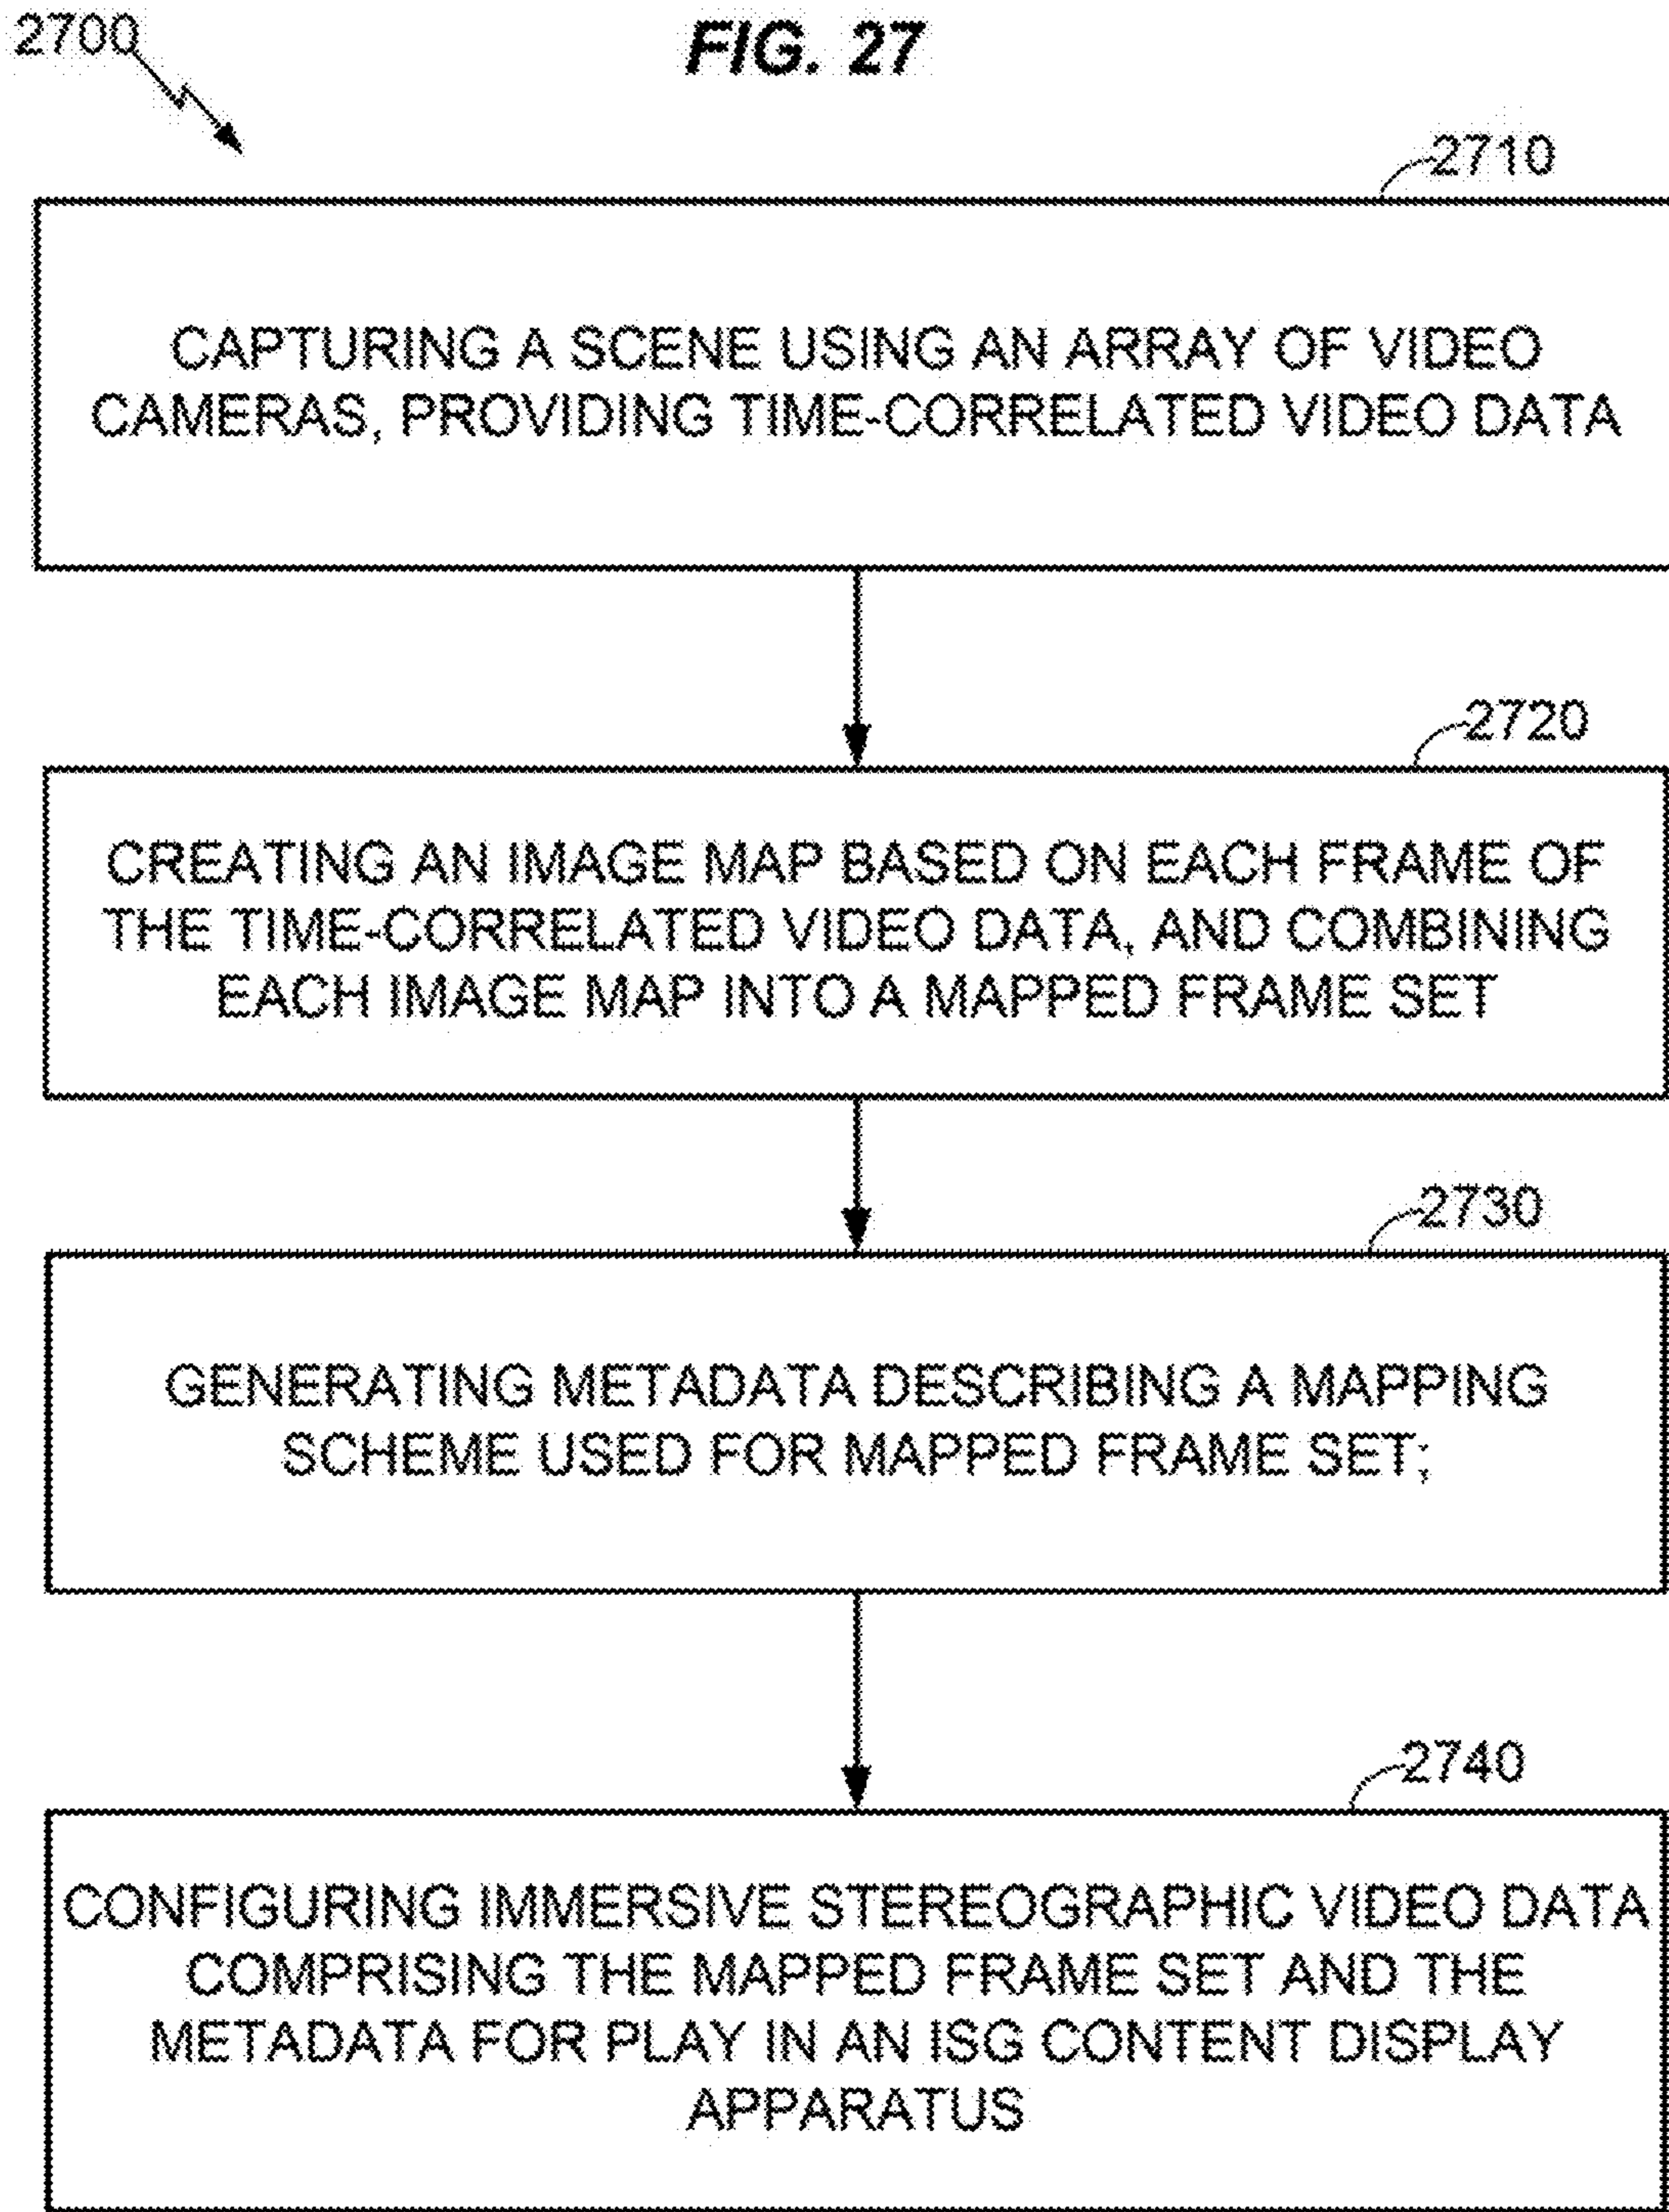 2700
FIG. 27
2710
CAPTURING A SCENE USING AN ARRAY OF VIDEO
CAMERAS, PROVIDING TIME-CORRELATED VIDEO DATA
2720
CREATING AN IMAGE MAP BASED ON EACH FRAME OF
THE TIME-CORRELATED VIDEO DATA, AND COMBINING
EACH IMAGE MAP INTO A MAPPED FRAME SET
2730
GENERATING METADATA DESCRIBING A MAPPING
SCHEME USED FOR MAPPED FRAME SET;
2740
CONFIGURING IMMERSIVE STEREOGRAPHIC VIDEO DATA
COMPRISING THE MAPPED FRAME SET AND THE
METADATA FOR PLAY IN AN ISG CONTENT DISPLAY
APPARATUS